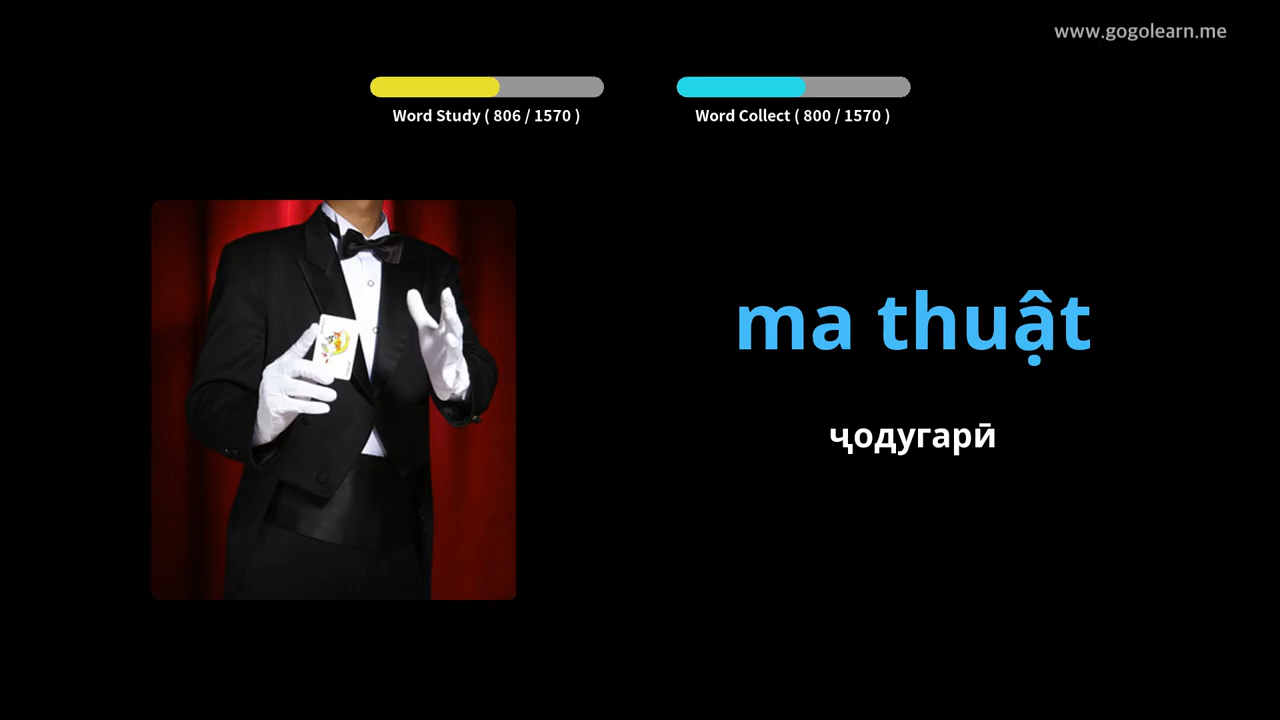 www.gogolearn.me
Word Study ( 806 / 1570 )
Word Collect ( 800 / 1570 )
ma thuật
ҷодугарӣ